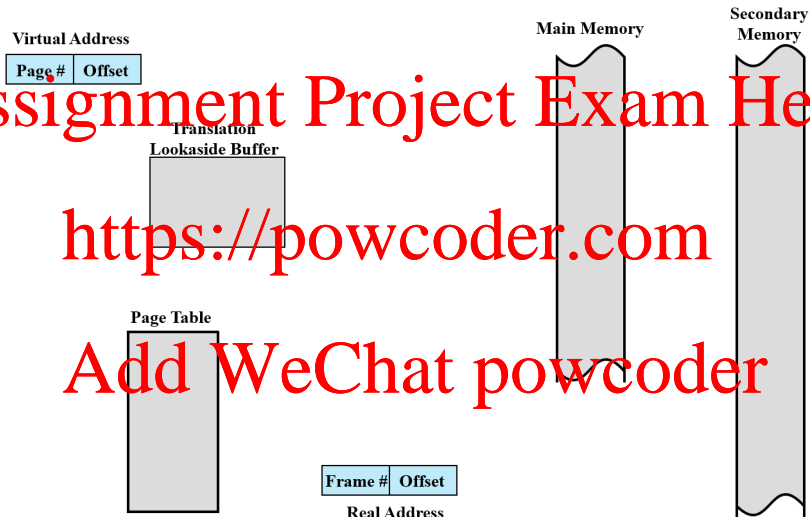 Secondary
Memory
Main Memory
Virtual Address
Page # Offset
ssignment Project Exam He
Translation
Lookaside Buffer
https://powcoder.com
Page Table
Add WeChat powcoder
Frame # Offset
Real Address